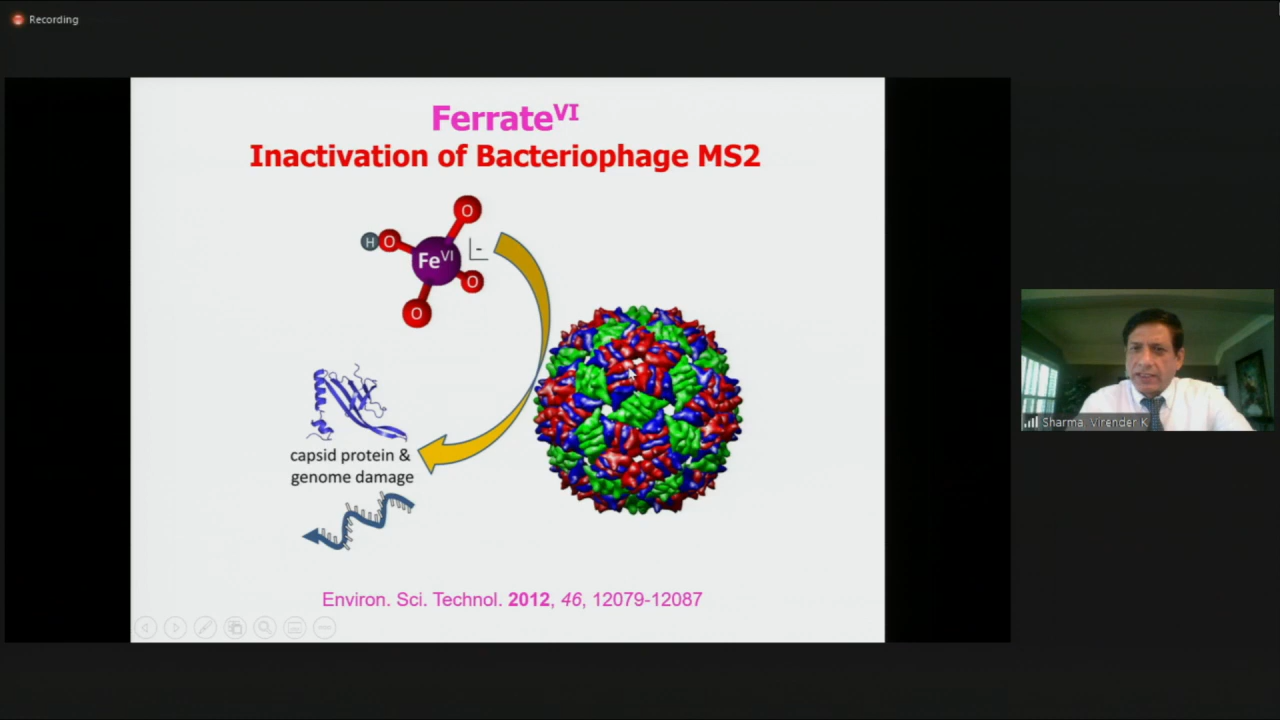 Recording
Ferrate^VI
Inactivation of Bacteriophage MS2
O
H
O
Fe^VI
-
O
O
capsid protein &
genome damage
Environ. Sci. Technol. 2012, 46, 12079-12087
Sharma, Virender K